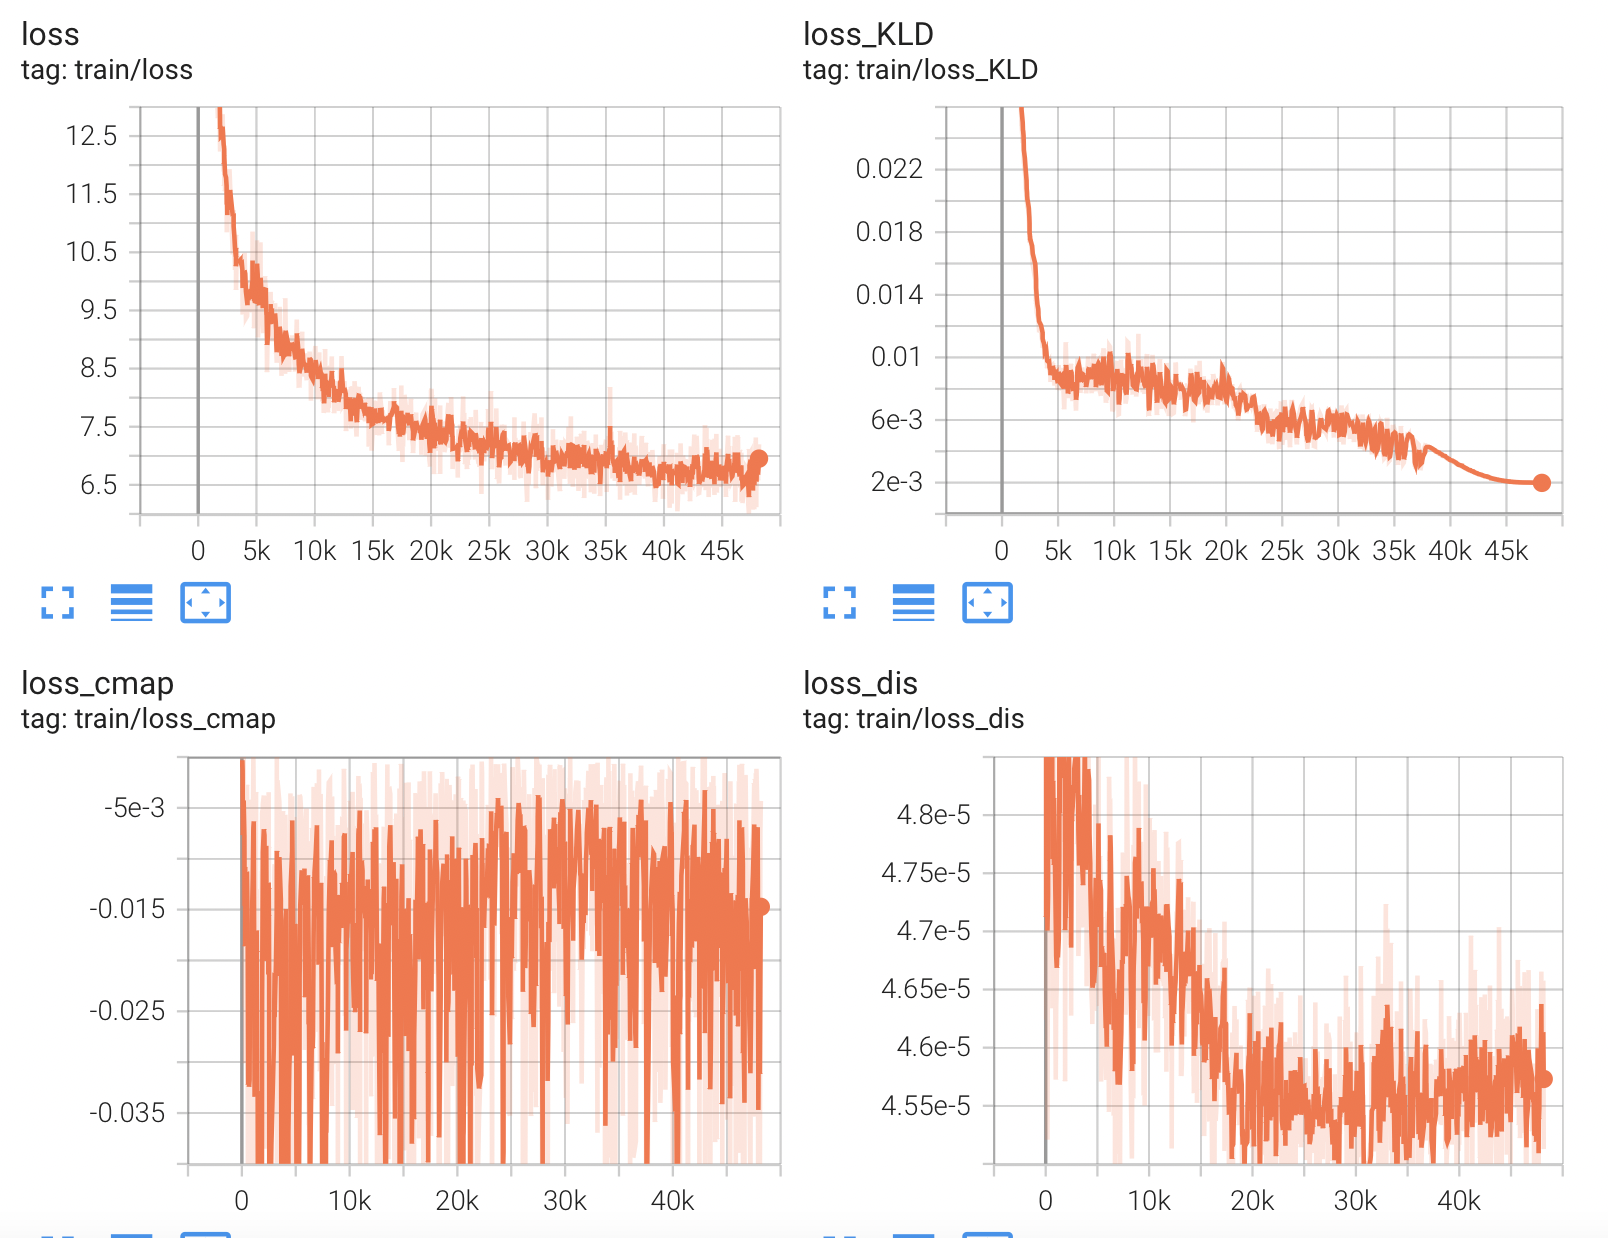 loss
tag: train/loss
12.5
11.5
10.5
9.5
8.5
7.5
6.5
0 5k 10k 15k 20k 25k 30k 35k 40k 45k
loss_KLD
tag: train/loss_KLD
0.022
0.018
0.014
0.01
6e-3
2e-3
0 5k 10k 15k 20k 25k 30k 35k 40k 45k
loss_cmap
tag: train/loss_cmap
-5e-3
-0.015
-0.025
-0.035
0 10k 20k 30k 40k
loss_dis
tag: train/loss_dis
4.8e-5
4.75e-5
4.7e-5
4.65e-5
4.6e-5
4.55e-5
0 10k 20k 30k 40k